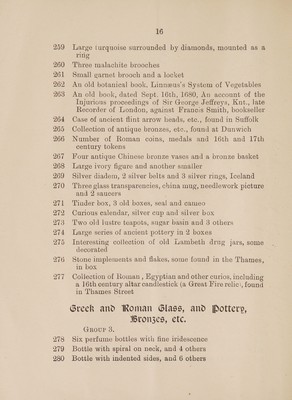 16
259 Large turquoise surrounded by diamonds, mounted as a
ring
260 Three malachite brooches
261 Small garnet brooch and a locket
262 An old botanical book, Linnæus's System of Vegetables
263 An old book, dated Sept. 16th, 1680, An account of the
Injurious proceedings of Sir George Jeffreys, Knt., late
Recorder of London, against Francis Smith, bookseller
264 Case of ancient flint arrow heads, etc., found in Suffolk
265 Collection of antique bronzes, etc., found at Dunwich
266 Number of Roman coins, medals and 16th and 17th
century tokens
267 Four antique Chinese bronze vases and a bronze basket
268 Large ivory figure and another smaller
269 Silver diadem, 2 silver belts and 3 silver rings, Iceland
270 Three glass transparencies, china mug, needlework picture
and 2 saucers
271 Tinder box, 3 old boxes, seal and cameo
272 Curious calendar, silver cup and silver box
273 Two old lustre teapots, sugar basin and 3 others
274 Large series of ancient pottery in 2 boxes
275 Interesting collection of old Lambeth drug jars, some
decorated
276 Stone implements and flakes, some found in the Thames,
in box
277 Collection of Roman, Egyptian and other curios, including
a 16th century altar candlestick (a Great Fire relic, found
in Thames Street
Greek and Roman Glass, and Pottery,
Bronzes, etc.
Group 3.
278 Six perfume bottles with fine iridescence
279 Bottle with spiral on neck, and 4 others
280 Bottle with indented sides, and 6 others